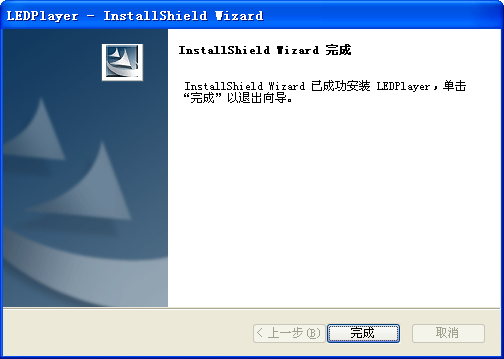 LEDPlayer - InstallShield Wizard
InstallShield Wizard 完成
InstallShield Wizard 已成功安装 LEDPlayer，单击
“完成”以退出向导。
< 上一步(B)
完成
取消